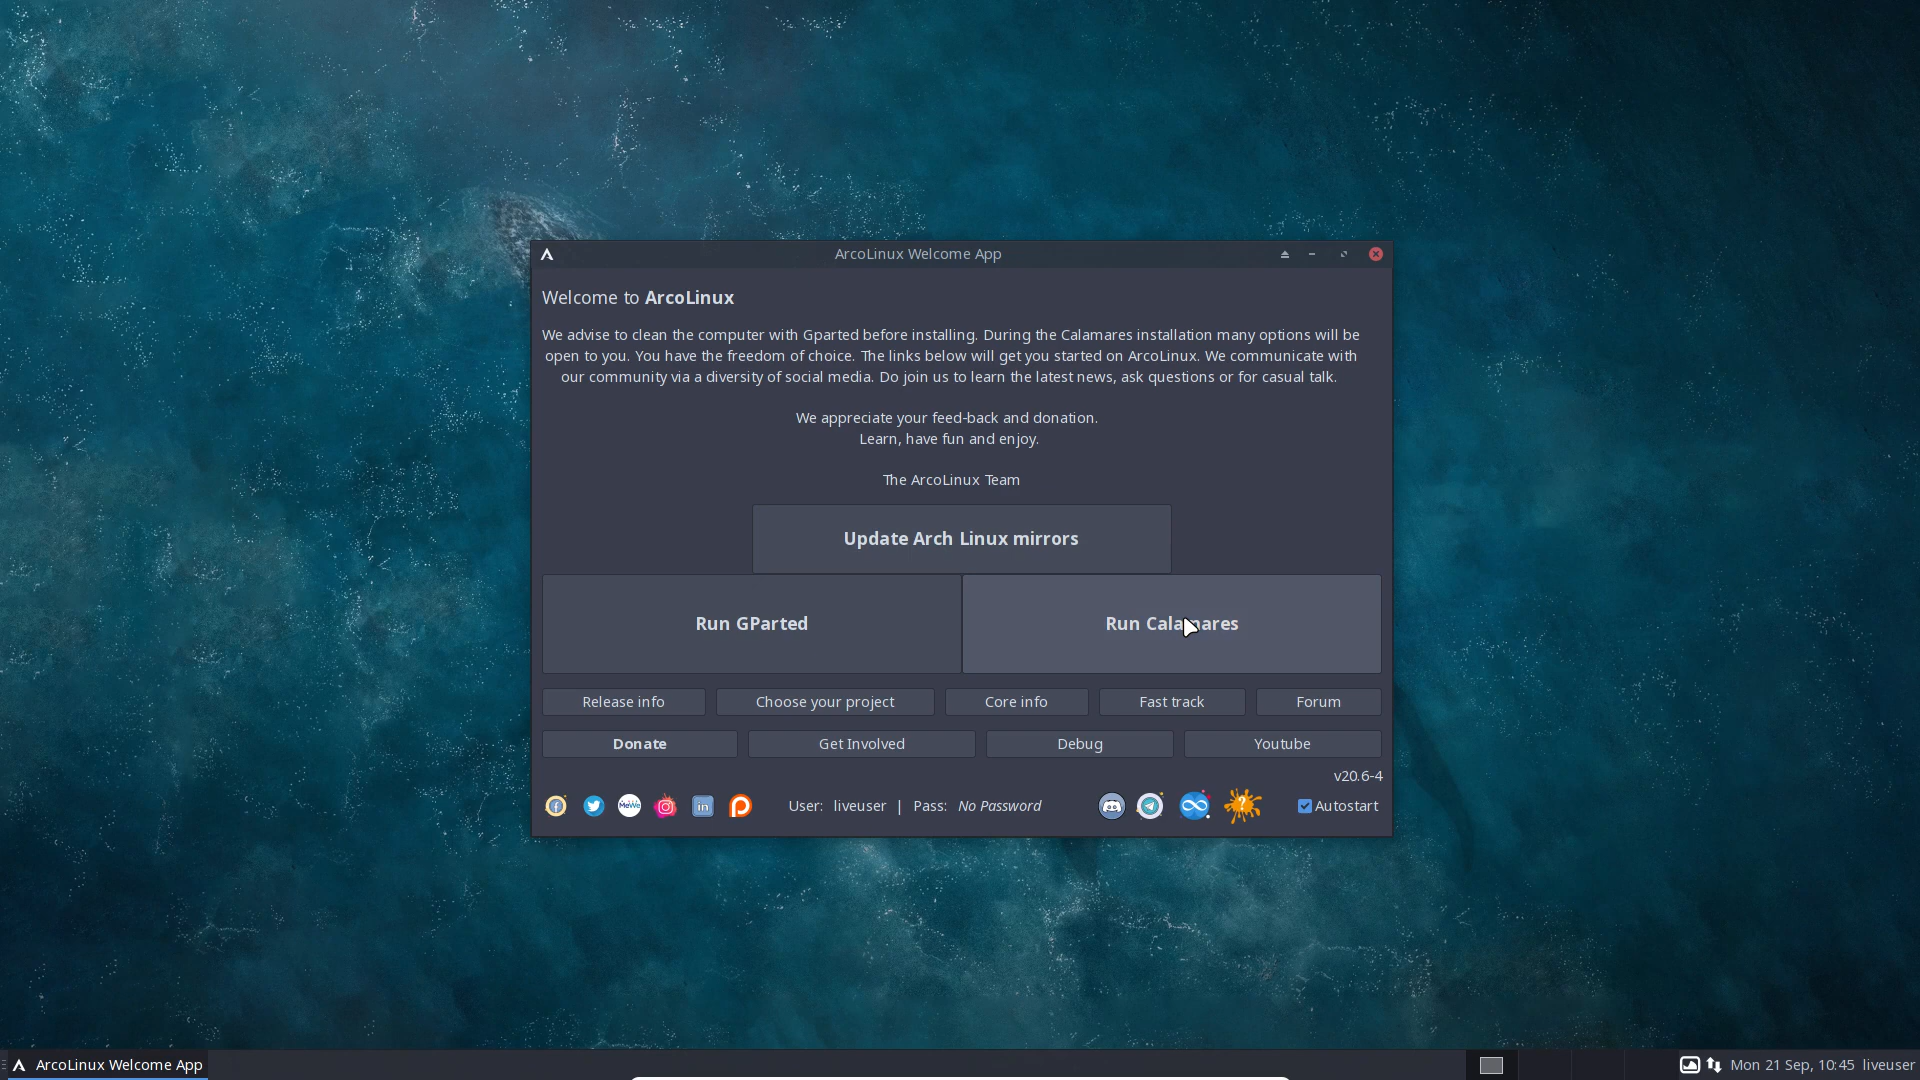 ArcoLinux Welcome App
Welcome to ArcoLinux
We advise to clean the computer with Gparted before installing. During the Calamares installation many options will be
open to you. You have the freedom of choice. The links below will get you started on ArcoLinux. We communicate with
our community via a diversity of social media. Do join us to learn the latest news, ask questions or for casual talk.
We appreciate your feed-back and donation.
Learn, have fun and enjoy.
The ArcoLinux Team
Update Arch Linux mirrors
Run GParted Run Calamares
Release info Choose your project Core info Fast track Forum
Donate Get Involved Debug Youtube
v20.6-4
MeWe in User: liveuser | Pass: No Password ? Autostart
ArcoLinux Welcome App Mon 21 Sep, 10:45 liveuser